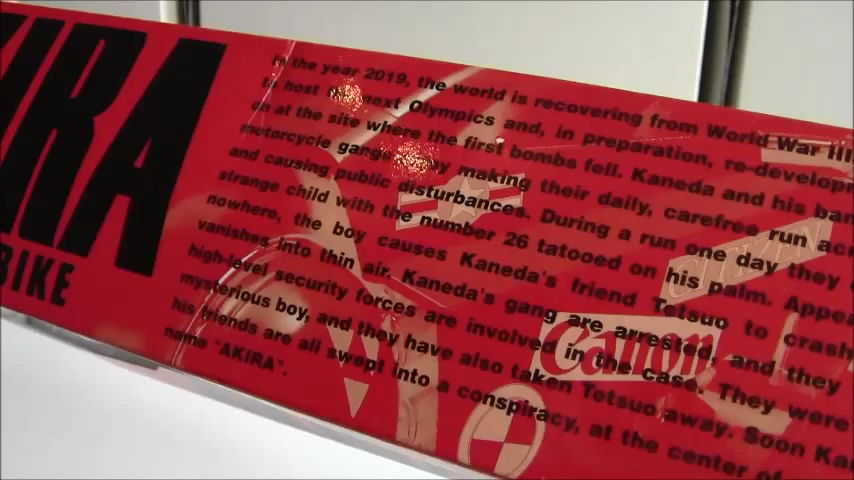 KIRA
BIKE
In the year 2019, the world is recovering from World War III
to host the next Olympics and, in preparation, re-developm
on at the site where the first bombs fell. Kaneda and his ban
motorcycle gangs by making their daily, carefree run acr
and causing public disturbances. During a run one day they
strange child with the number 26 tatooed on his palm. Appea
nowhere, the boy causes Kaneda's friend Tetsuo to crash
vanishes into thin air. Kaneda's gang are arrested, and they
high-level security forces are involved in the case. They were
mysterious boy, and they have also taken Tetsuo away. Soon Kan
his friends are all swept into a conspiracy, at the center of
name "AKIRA".
CITIZEN
Canon